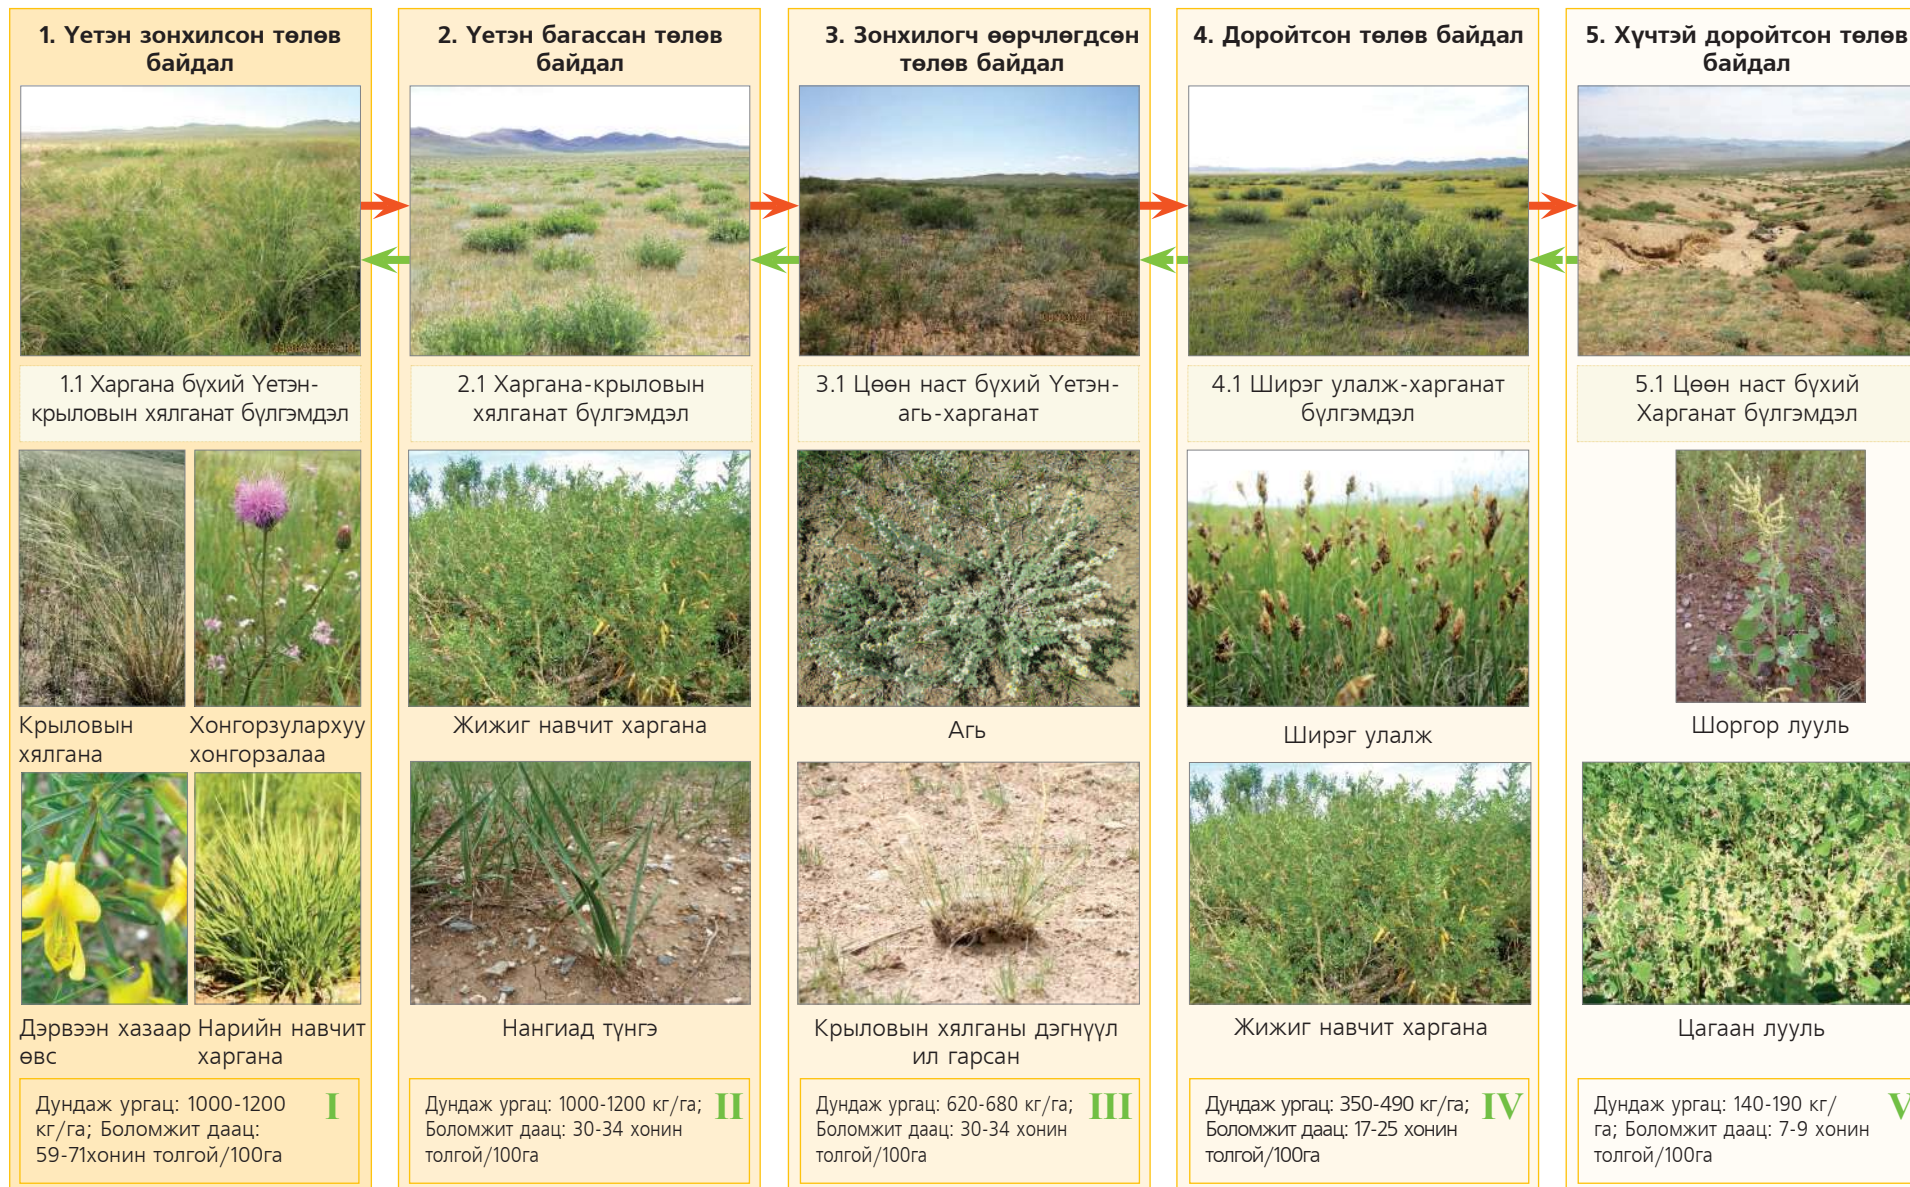 1. Үетэн зонхилсон төлөв
байдал
1.1 Харгана бүхий Үетэн-
крыловын хялганат бүлгэмдэл
Крыловын
хялгана
Хонгорзулархуу
хонгорзалаа
Дэрвээн хазаар
өвс
Нарийн навчит
харгана
Дундаж ургац: 1000-1200
кг/га; Боломжит даац:
59-71хонин толгой/100га
I
2. Үетэн багассан төлөв
байдал
2.1 Харгана-крыловын
хялганат бүлгэмдэл
Жижиг навчит харгана
Нангиад түнгэ
Дундаж ургац: 1000-1200 кг/га;
Боломжит даац: 30-34 хонин
толгой/100га
II
3. Зонхилогч өөрчлөгдсөн
төлөв байдал
3.1 Цөөн наст бүхий Үетэн-
агь-харганат
Агь
Крыловын хялганы дэгнүүл
ил гарсан
Дундаж ургац: 620-680 кг/га;
Боломжит даац: 30-34 хонин
толгой/100га
III
4. Доройтсон төлөв байдал
4.1 Ширэг улалж-харганат
бүлгэмдэл
Ширэг улалж
Жижиг навчит харгана
Дундаж ургац: 350-490 кг/га;
Боломжит даац: 17-25 хонин
толгой/100га
IV
5. Хүчтэй доройтсон төлөв
байдал
5.1 Цөөн наст бүхий
Харганат бүлгэмдэл
Шоргор лууль
Цагаан лууль
Дундаж ургац: 140-190 кг/
га; Боломжит даац: 7-9 хонин
толгой/100га
V